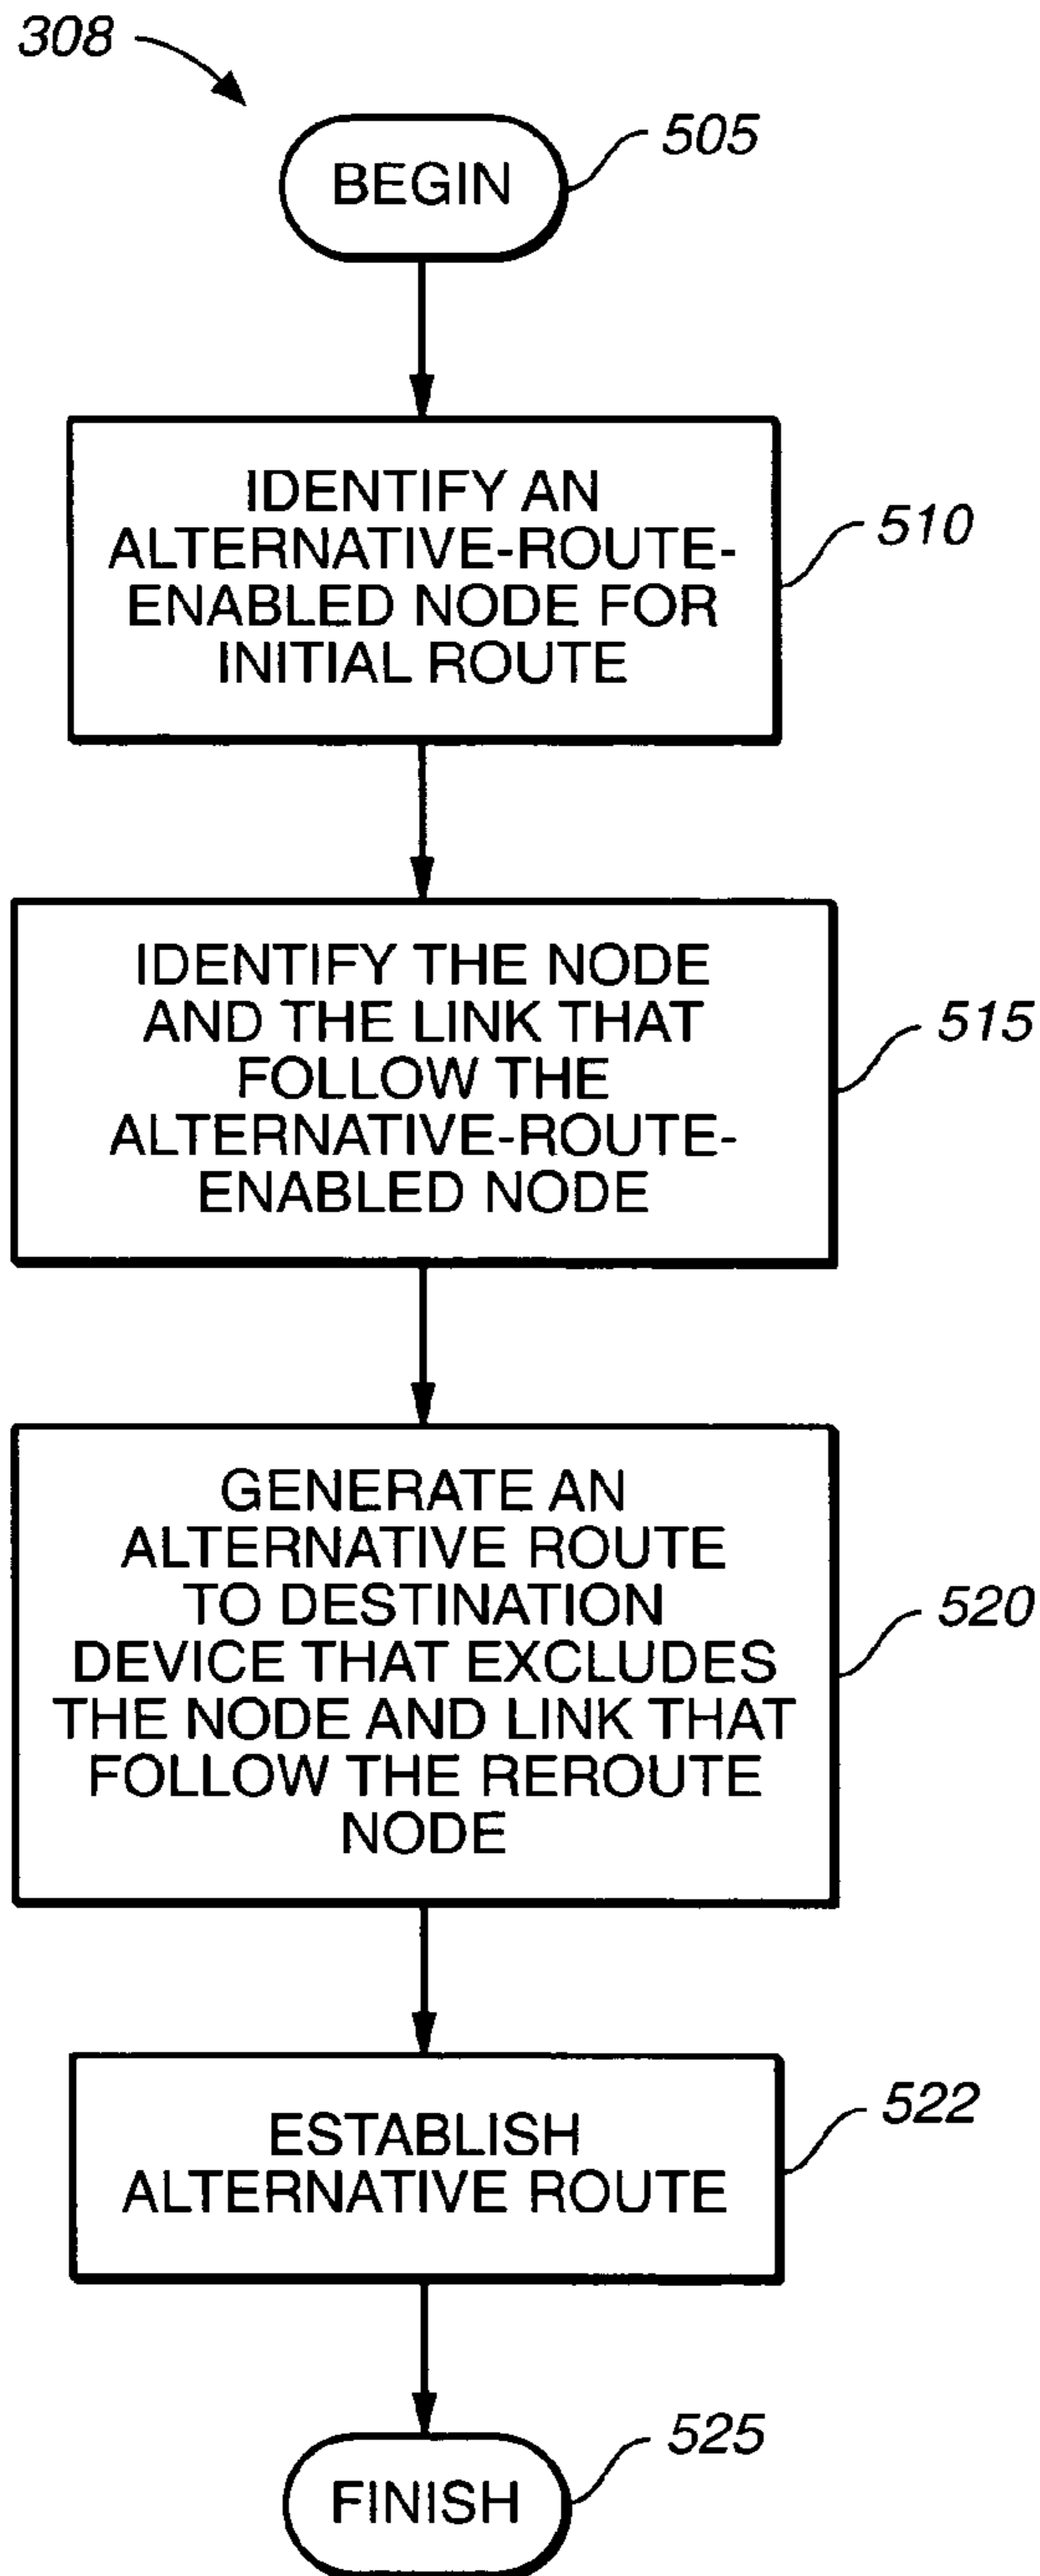 308
BEGIN
505
IDENTIFY AN
ALTERNATIVE-ROUTE-
ENABLED NODE FOR
INITIAL ROUTE
510
IDENTIFY THE NODE
AND THE LINK THAT
FOLLOW THE
ALTERNATIVE-ROUTE-
ENABLED NODE
515
GENERATE AN
ALTERNATIVE ROUTE
TO DESTINATION
DEVICE THAT EXCLUDES
THE NODE AND LINK THAT
FOLLOW THE REROUTE
NODE
520
ESTABLISH
ALTERNATIVE ROUTE
522
FINISH
525